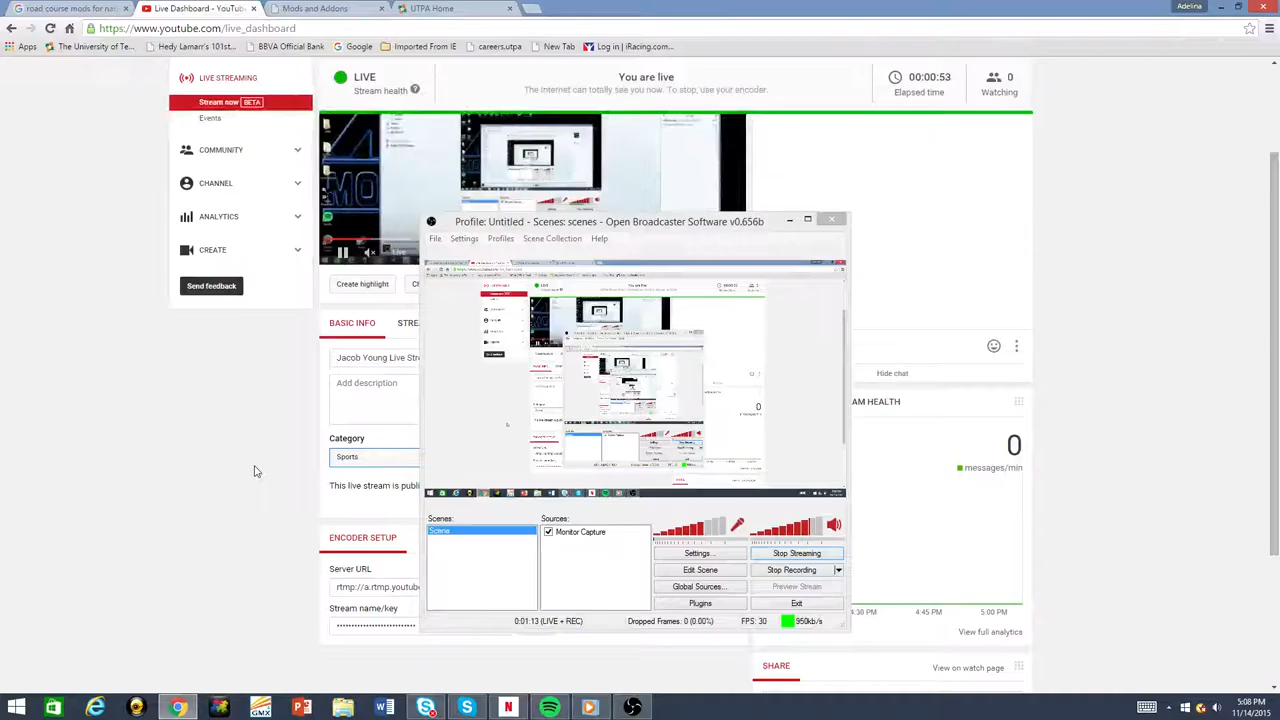 road course mods for "net
Live Dashboard - YouTub
Mods and Addons
UTPA Home
Adelina
https://www.youtube.com/live_dashboard
Apps
The University of Te...
Hedy Lamarr's 101st...
BBVA Official Bank
Google
Imported From IE
careers.utpa
New Tab
Log in | iRacing.com...
LIVE STREAMING
Stream now BETA
Events
COMMUNITY
CHANNEL
ANALYTICS
CREATE
Send feedback
LIVE
Stream health
You are live
The internet can totally see you now. To stop, use your encoder.
00:00:53
Elapsed time
0
Watching
Live
Create highlight
BASIC INFO
STRE
Jacob Young Live Stre
Add description
Category
Sports
This live stream is publi
ENCODER SETUP
Server URL
rtmp://a.rtmp.youtube
Stream name/key
Profile: Untitled - Scenes: scenes - Open Broadcaster Software v0.656b
File Settings Profiles Scene Collection Help
Scenes:
Scene
Sources:
Monitor Capture
Settings...
Stop Streaming
Edit Scene
Stop Recording
Global Sources...
Preview Stream
Plugins
Exit
0:01:13 (LIVE + REC)
Dropped Frames: 0 (0.00%)
FPS: 30
950kb/s
Hide chat
AM HEALTH
0
messages/min
4:45 PM
5:00 PM
View full analytics
SHARE
View on watch page
GMX
5:08 PM
11/14/2015